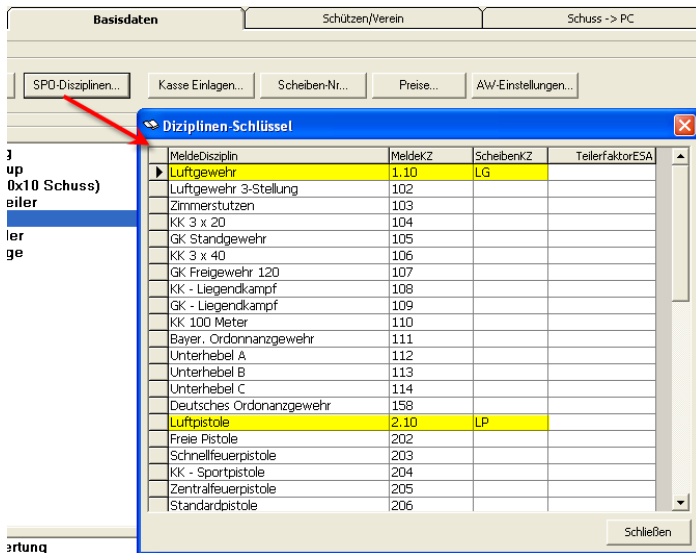 Basisdaten Schützen/Verein Schuss -> PC
SPO-Disziplinen... Kasse Einlagen... Scheiben-Nr... Preise... AW-Einstellungen...
Diziplinen-Schlüssel
MeldeDisziplin MeldeKZ ScheibenKZ TeilerfaktorESA
Luftgewehr 1.10 LG
Luftgewehr 3-Stellung 102
Zimmerstutzen 103
KK 3 x 20 104
GK Standgewehr 105
KK 3 x 40 106
GK Freigewehr 120 107
KK - Liegendkampf 108
GK - Liegendkampf 109
KK 100 Meter 110
Bayer. Ordonnanzgewehr 111
Unterhebel A 112
Unterhebel B 113
Unterhebel C 114
Deutsches Ordonanzgewehr 158
Luftpistole 2.10 LP
Freie Pistole 202
Schnellfeuerpistole 203
KK - Sportpistole 204
Zentralfeuerpistole 205
Standardpistole 206
Schließen
g
up
0x10 Schuss)
eiler
ler
ge
ertung